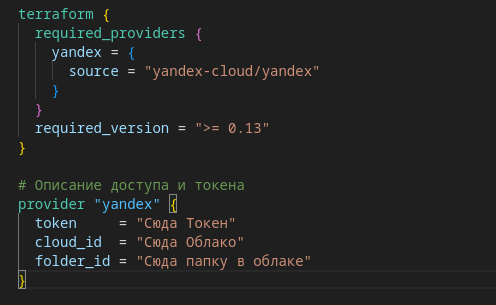 terraform {
  required_providers {
    yandex = {
      source = "yandex-cloud/yandex"
    }
  }
  required_version = ">= 0.13"
}

# Описание доступа и токена
provider "yandex" {
  token     = "Сюда Токен"
  cloud_id  = "Сюда Облако"
  folder_id = "Сюда папку в облаке"
}